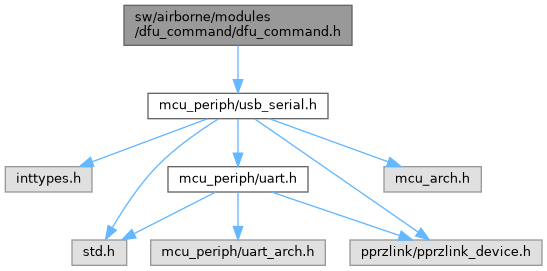 sw/airborne/modules
/dfu_command/dfu_command.h
mcu_periph/usb_serial.h
inttypes.h
mcu_periph/uart.h
mcu_arch.h
std.h
mcu_periph/uart_arch.h
pprzlink/pprzlink_device.h